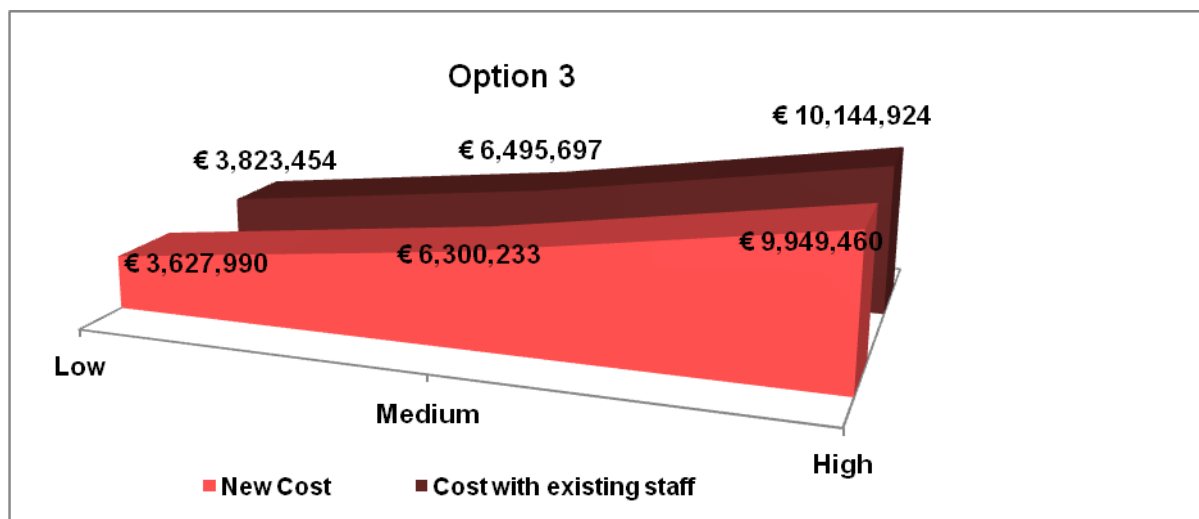 Option 3
€ 10,144,924
€ 3,823,454
€ 6,495,697
€ 3,627,990
€ 6,300,233
€ 9,949,460
Low
Medium
High
New Cost
Cost with existing staff